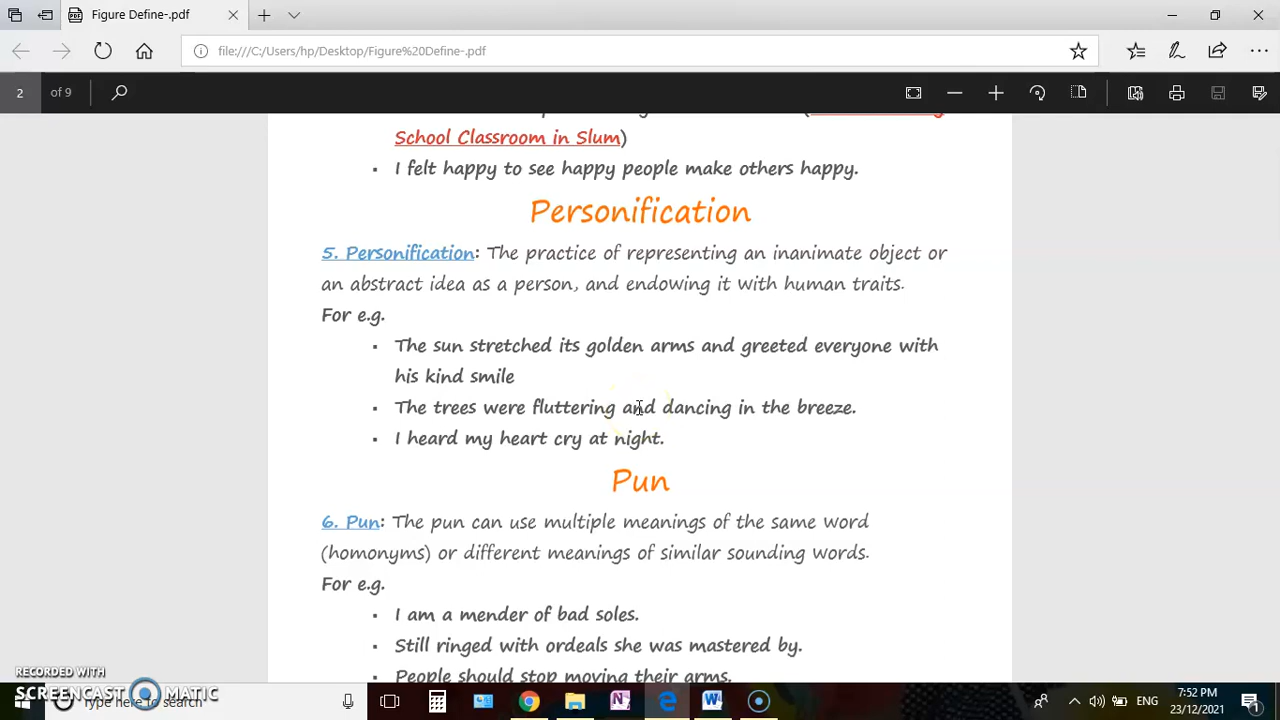 Figure Define-.pdf
file:///C:/Users/hp/Desktop/Figure%20Define-.pdf
2 of 9
School Classroom in Slum)
▪ I felt happy to see happy people make others happy.
Personification
5. Personification: The practice of representing an inanimate object or
an abstract idea as a person, and endowing it with human traits.
For e.g.
▪ The sun stretched its golden arms and greeted everyone with
his kind smile
▪ The trees were fluttering and dancing in the breeze.
▪ I heard my heart cry at night.
Pun
6. Pun: The pun can use multiple meanings of the same word
(homonyms) or different meanings of similar sounding words.
For e.g.
▪ I am a mender of bad soles.
▪ Still ringed with ordeals she was mastered by.
▪ People should stop moving their arms.
RECORDED WITH
SCREENCAST MATIC
Type here to search
ENG
7:52 PM
23/12/2021